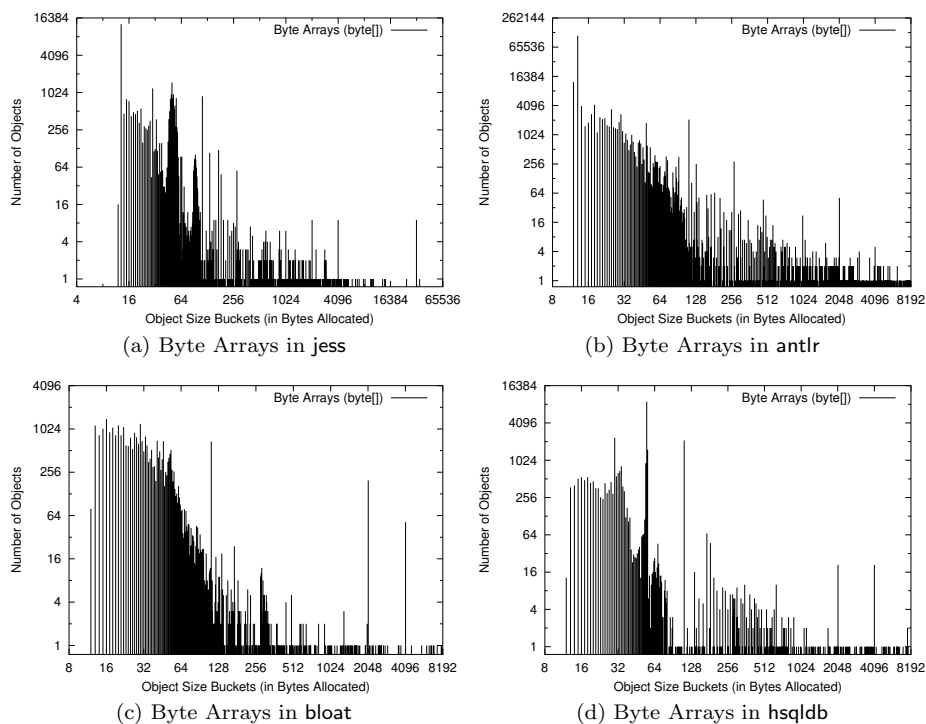 16384
4096
1024
256
64
16
4
1
4 16 64 256 1024 4096 16384 65536
Number of Objects
Object Size Buckets (in Bytes Allocated)
Byte Arrays (byte[])
(a) Byte Arrays in jess
262144
65536
16384
4096
1024
256
64
16
4
1
8 16 32 64 128 256 512 1024 2048 4096 8192
Number of Objects
Object Size Buckets (in Bytes Allocated)
Byte Arrays (byte[])
(b) Byte Arrays in antlr
4096
1024
256
64
16
4
1
8 16 32 64 128 256 512 1024 2048 4096 8192
Number of Objects
Object Size Buckets (in Bytes Allocated)
Byte Arrays (byte[])
(c) Byte Arrays in bloat
16384
4096
1024
256
64
16
4
1
8 16 32 64 128 256 512 1024 2048 4096 8192
Number of Objects
Object Size Buckets (in Bytes Allocated)
Byte Arrays (byte[])
(d) Byte Arrays in hsqldb